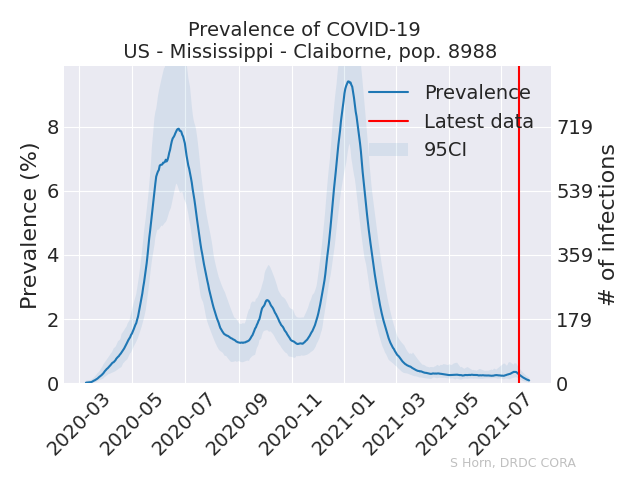 Prevalence of COVID-19
US - Mississippi - Claiborne, pop. 8988
Prevalence
Latest data
95CI
Prevalence (%)
8
6
4
2
0
# of infections
719
539
359
179
0
2020-03
2020-05
2020-07
2020-09
2020-11
2021-01
2021-03
2021-05
2021-07
S Horn, DRDC CORA